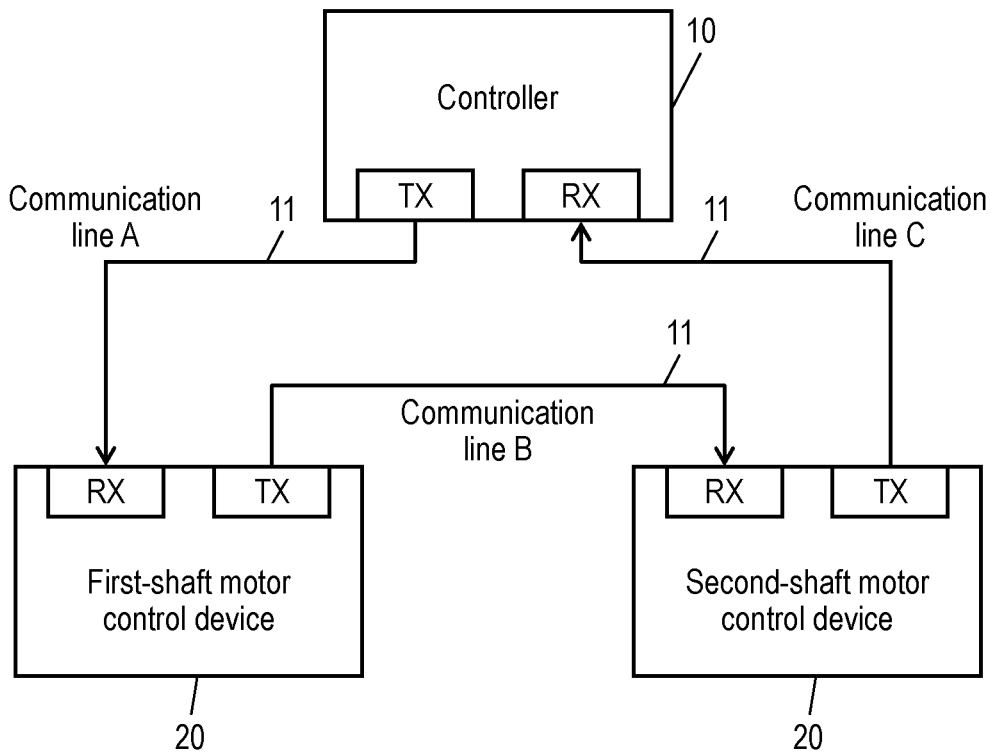 10
Controller
TX
RX
Communication
line A
11
11
Communication
line C
11
Communication
line B
RX
TX
RX
TX
First-shaft motor
control device
Second-shaft motor
control device
20
20